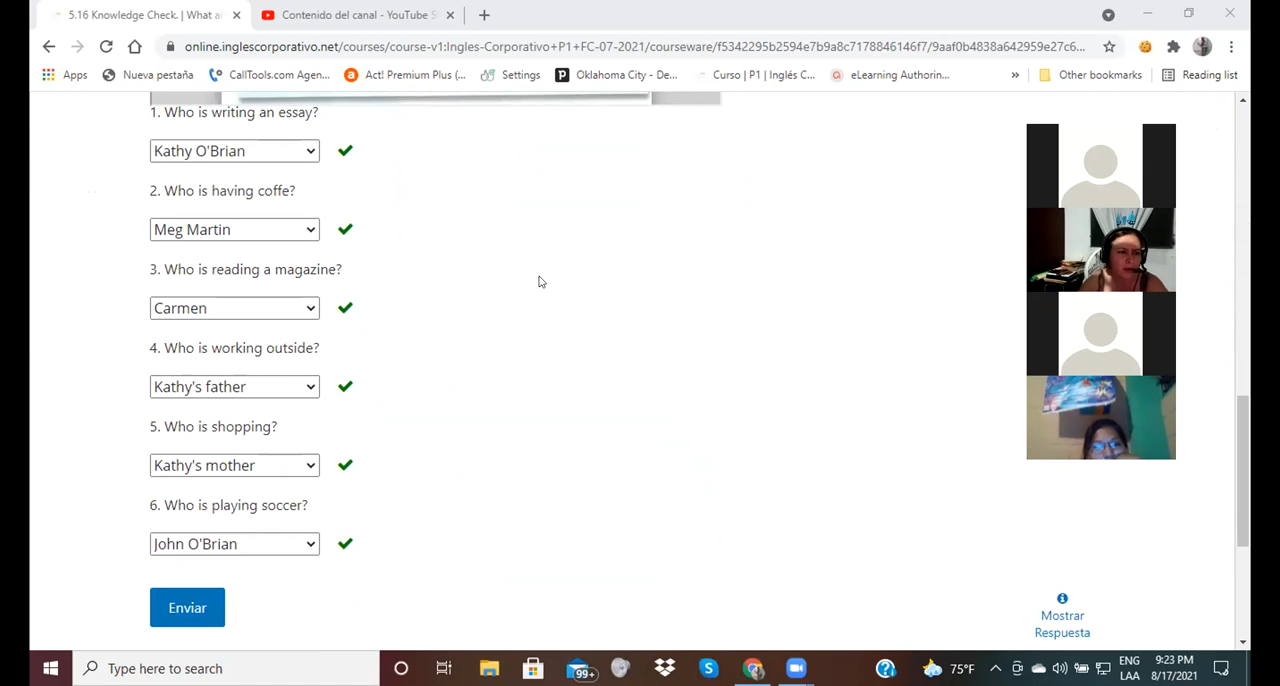 5.16 Knowledge Check. | What ar
Contenido del canal - YouTube S
online.inglescorporativo.net/courses/course-v1:Ingles-Corporativo+P1+FC-07-2021/courseware/f5342295b2594e7b9a8c7178846146f7/9aaf0b4838a642959e27c6...
Apps
Nueva pestaña
CallTools.com Agen...
Act! Premium Plus (...
Settings
Oklahoma City - De...
Curso | P1 | Inglés C...
eLearning Authorin...
»
Other bookmarks
Reading list
1. Who is writing an essay?
Kathy O'Brian
2. Who is having coffe?
Meg Martin
3. Who is reading a magazine?
Carmen
4. Who is working outside?
Kathy's father
5. Who is shopping?
Kathy's mother
6. Who is playing soccer?
John O'Brian
Enviar
Mostrar
Respuesta
Type here to search
99+
75°F
ENG
LAA
9:23 PM
8/17/2021